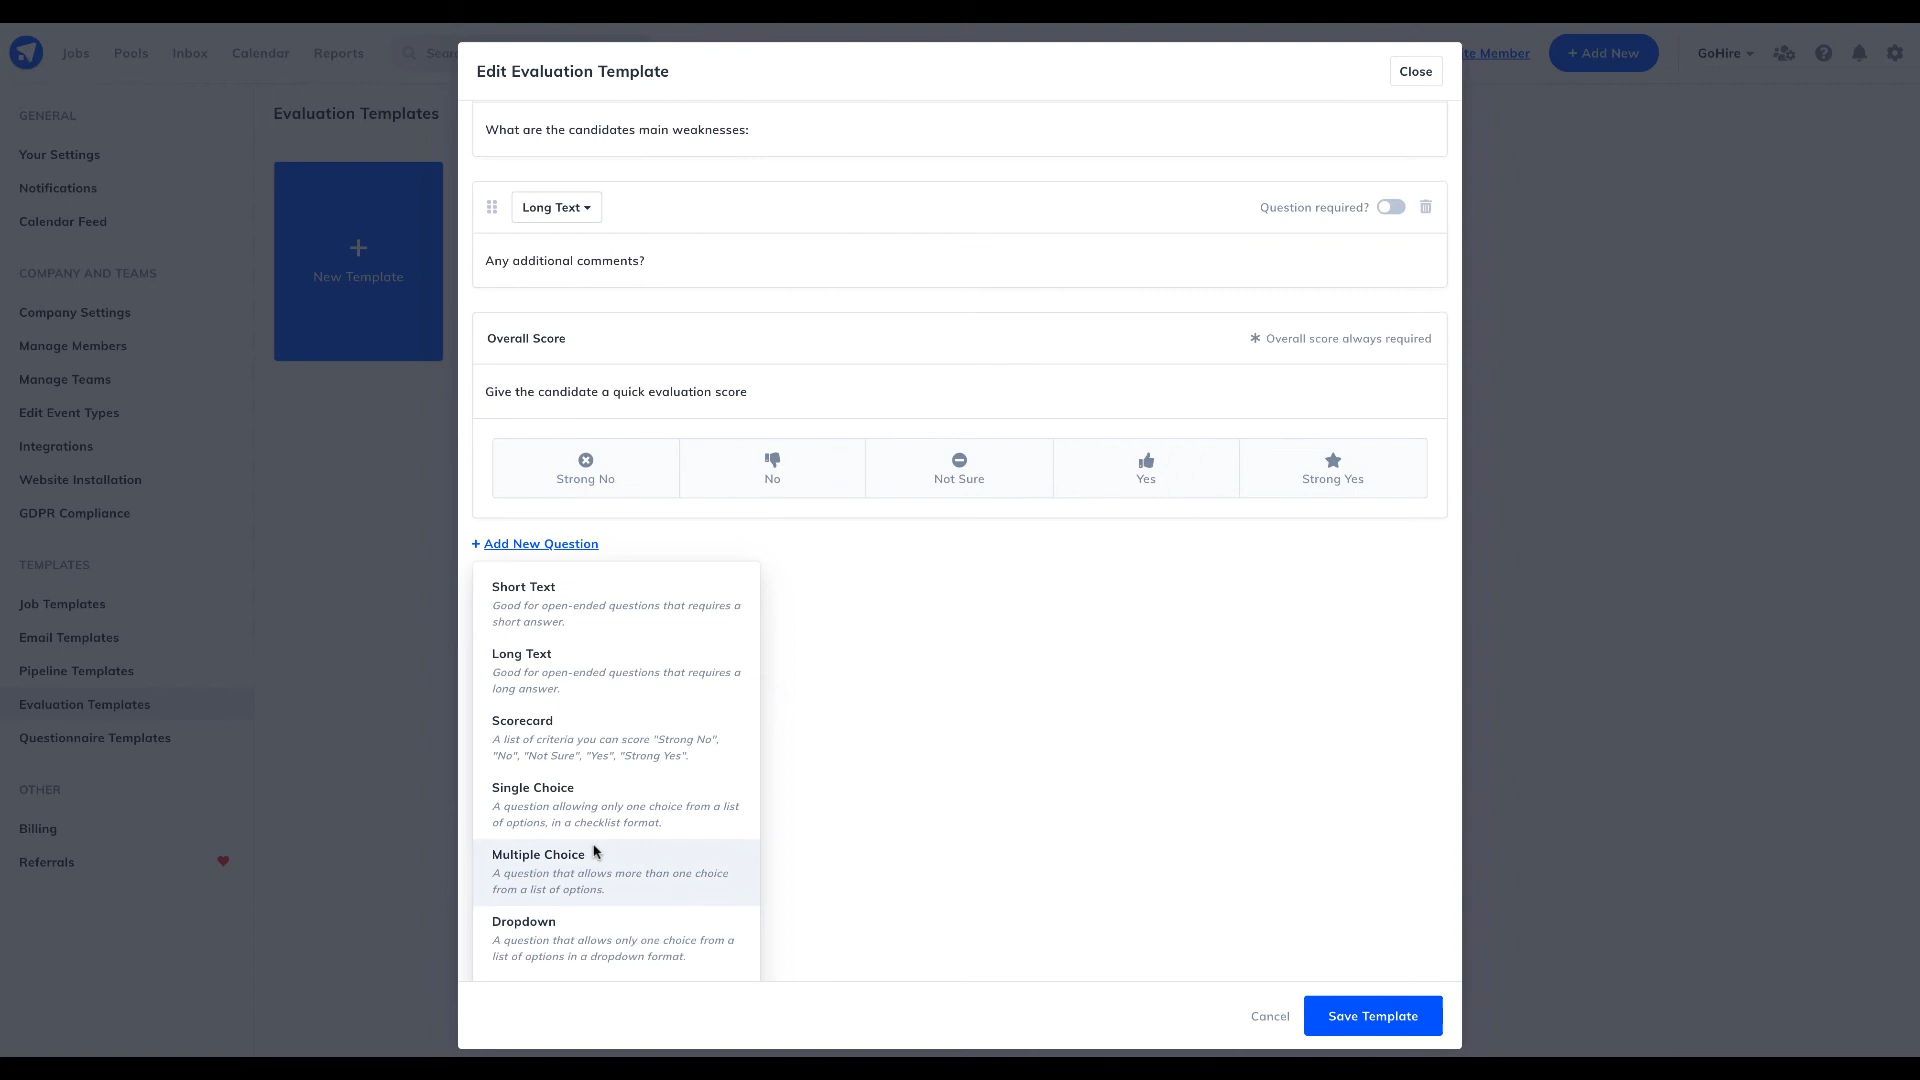 Jobs
Pools
Inbox
Calendar
Reports
Edit Evaluation Template
Close
Member
+ Add New
GoHire
GENERAL
Your Settings
Notifications
Calendar Feed
COMPANY AND TEAMS
Company Settings
Manage Members
Manage Teams
Edit Event Types
Integrations
Website Installation
GDPR Compliance
TEMPLATES
Job Templates
Email Templates
Pipeline Templates
Evaluation Templates
Questionnaire Templates
OTHER
Billing
Referrals
Evaluation Templates
+
New Template
What are the candidates main weaknesses:
Long Text
Question required?
Any additional comments?
Overall Score
* Overall score always required
Give the candidate a quick evaluation score
Strong No
No
Not Sure
Yes
Strong Yes
+ Add New Question
Short Text
Good for open-ended questions that requires a
short answer.
Long Text
Good for open-ended questions that requires a
long answer.
Scorecard
A list of criteria you can score "Strong No",
"No", "Not Sure", "Yes", "Strong Yes".
Single Choice
A question allowing only one choice from a list
of options, in a checklist format.
Multiple Choice
A question that allows more than one choice
from a list of options.
Dropdown
A question that allows only one choice from a
list of options in a dropdown format.
Cancel
Save Template